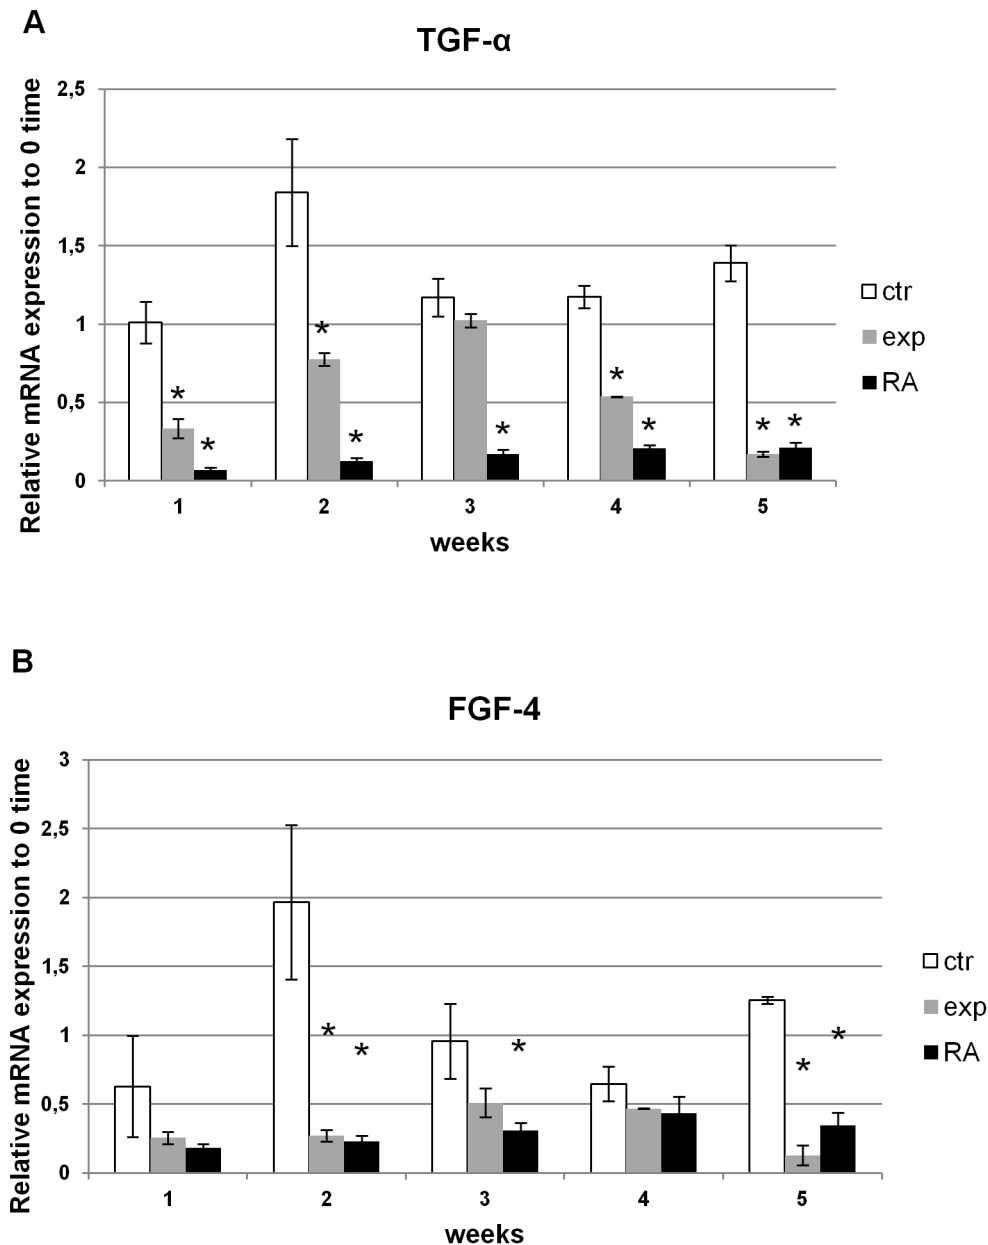 A
TGF-α
Relative mRNA expression to 0 time
2,5
2
1,5
1
0,5
0
* * * * * * * * *
1 2 3 4 5
weeks
ctr
exp
RA
B
FGF-4
Relative mRNA expression to 0 time
3
2,5
2
1,5
1
0,5
0
* * * * *
1 2 3 4 5
weeks
ctr
exp
RA